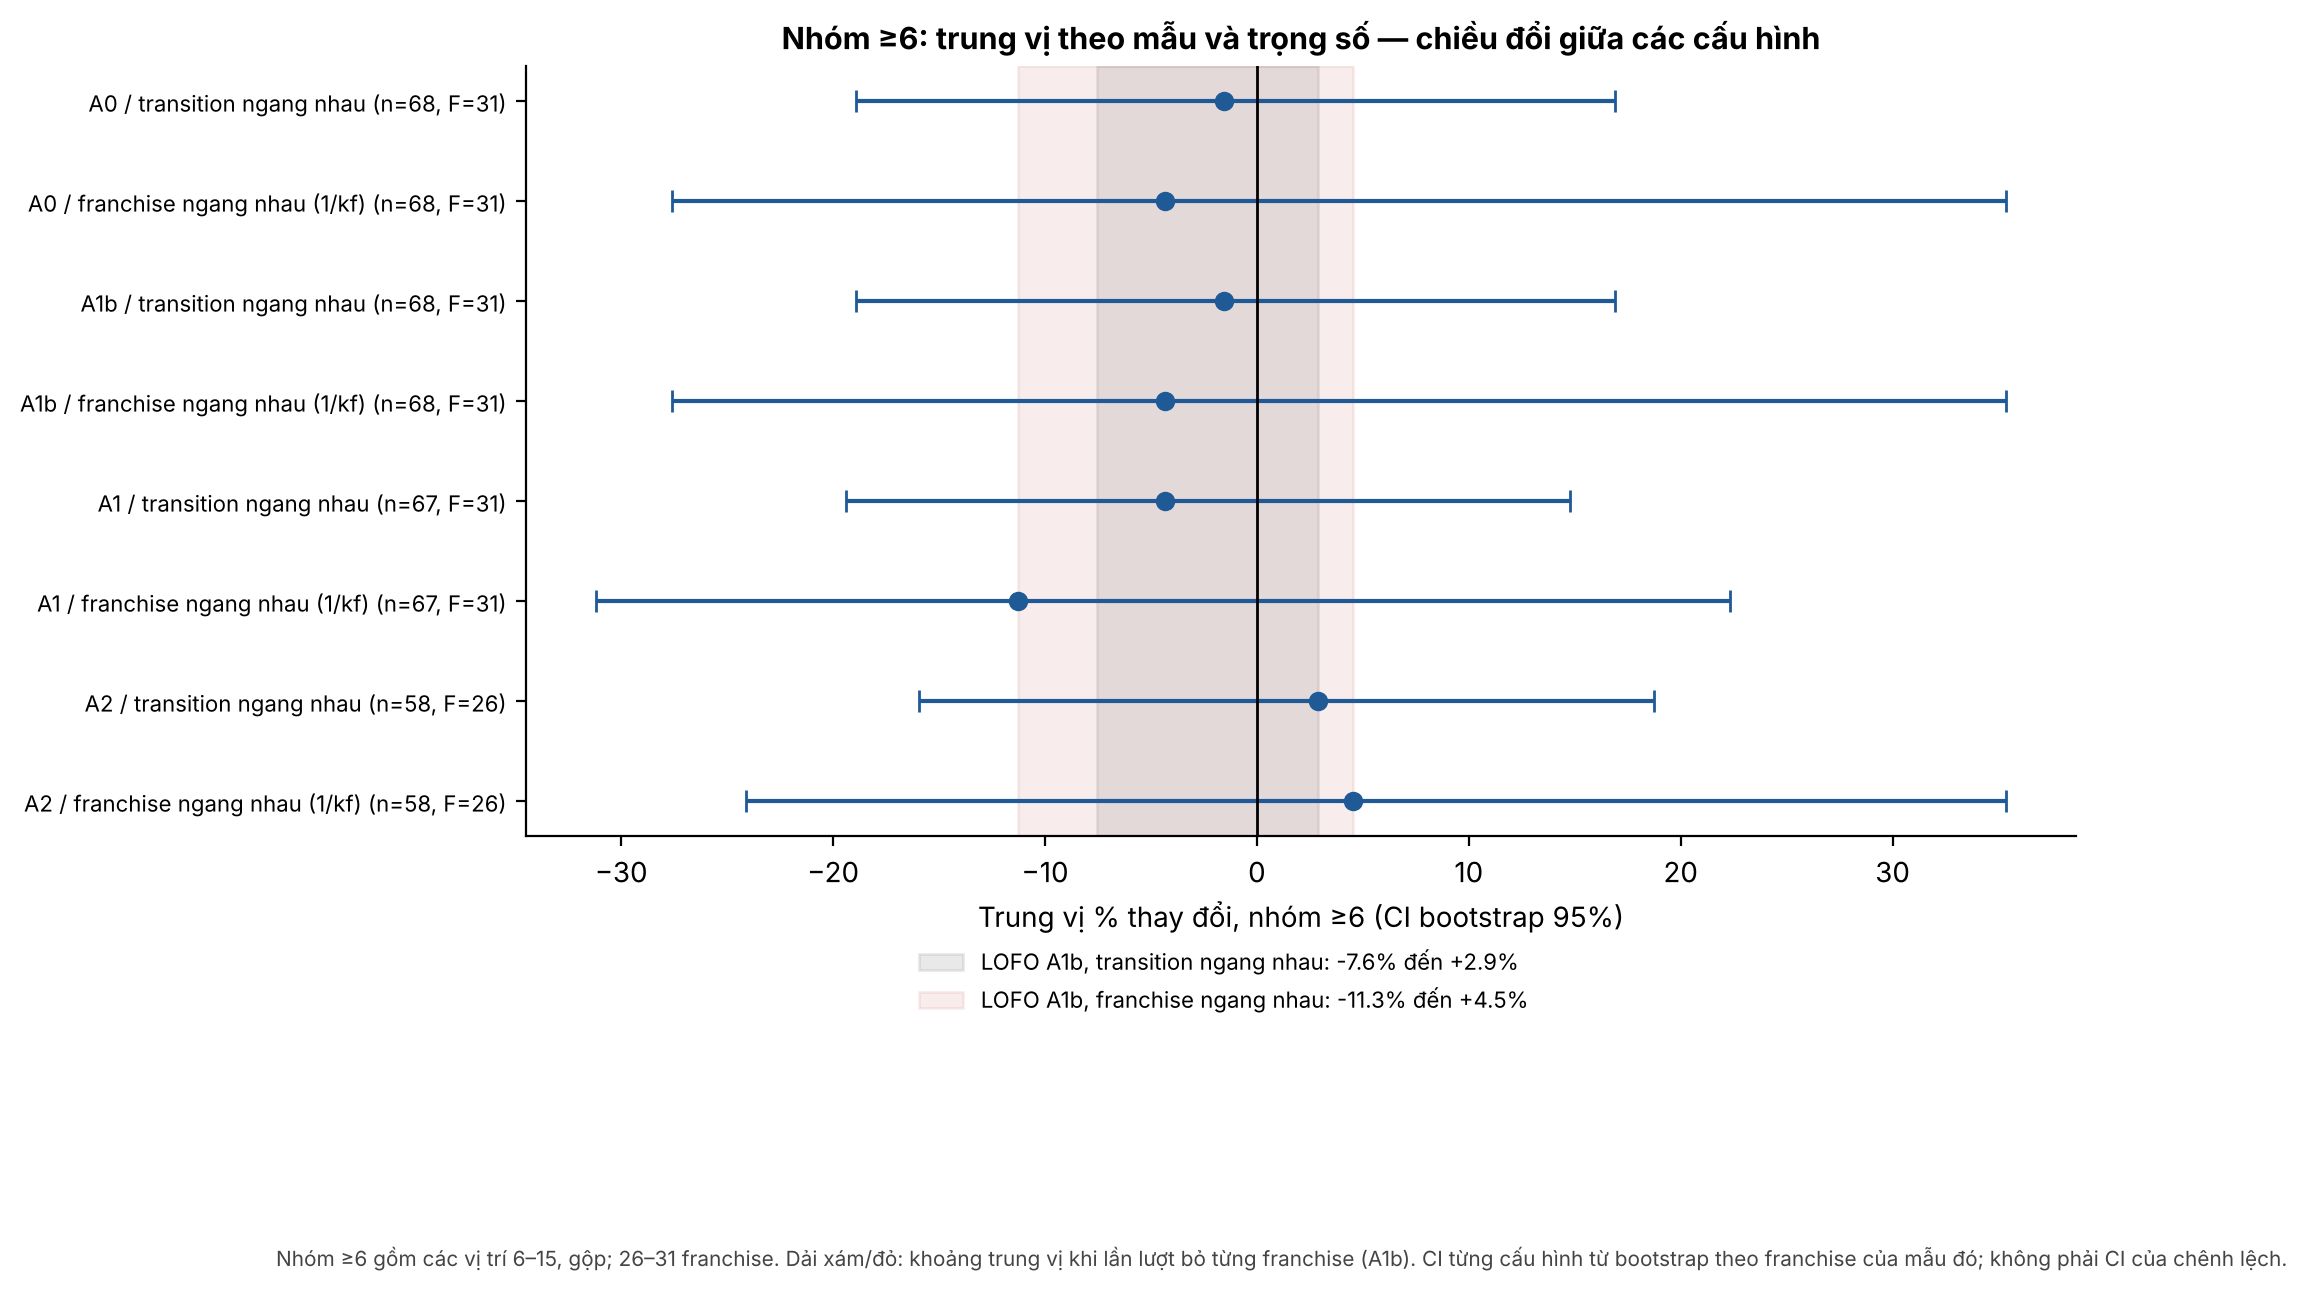 Nhóm ≥6: trung vị theo mẫu và trọng số — chiều đổi giữa các cấu hình
A0 / transition ngang nhau (n=68, F=31)
A0 / franchise ngang nhau (1/kf) (n=68, F=31)
A1b / transition ngang nhau (n=68, F=31)
A1b / franchise ngang nhau (1/kf) (n=68, F=31)
A1 / transition ngang nhau (n=67, F=31)
A1 / franchise ngang nhau (1/kf) (n=67, F=31)
A2 / transition ngang nhau (n=58, F=26)
A2 / franchise ngang nhau (1/kf) (n=58, F=26)
−30 −20 −10 0 10 20 30
Trung vị % thay đổi, nhóm ≥6 (CI bootstrap 95%)
LOFO A1b, transition ngang nhau: -7.6% đến +2.9%
LOFO A1b, franchise ngang nhau: -11.3% đến +4.5%
Nhóm ≥6 gồm các vị trí 6–15, gộp; 26–31 franchise. Dải xám/đỏ: khoảng trung vị khi lần lượt bỏ từng franchise (A1b). CI từng cấu hình từ bootstrap theo franchise của mẫu đó; không phải CI của chênh lệch.